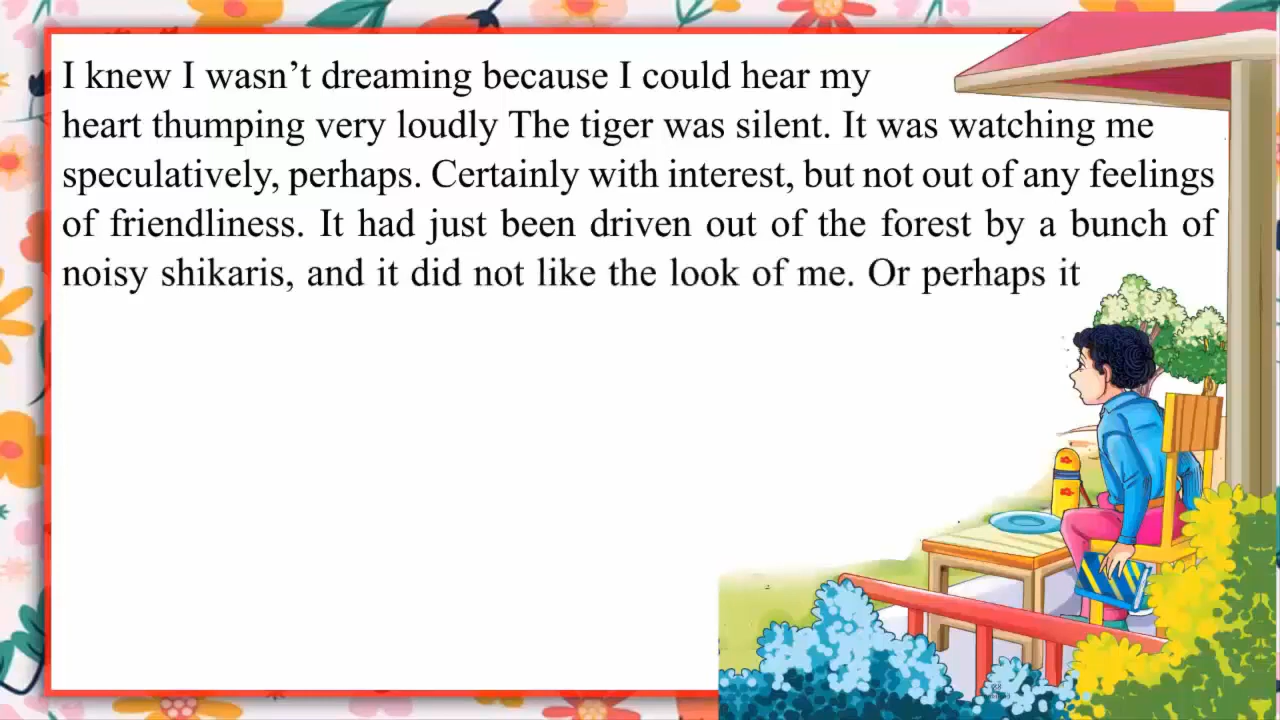 I knew I wasn’t dreaming because I could hear my
heart thumping very loudly The tiger was silent. It was watching me
speculatively, perhaps. Certainly with interest, but not out of any feelings
of friendliness. It had just been driven out of the forest by a bunch of
noisy shikaris, and it did not like the look of me. Or perhaps it